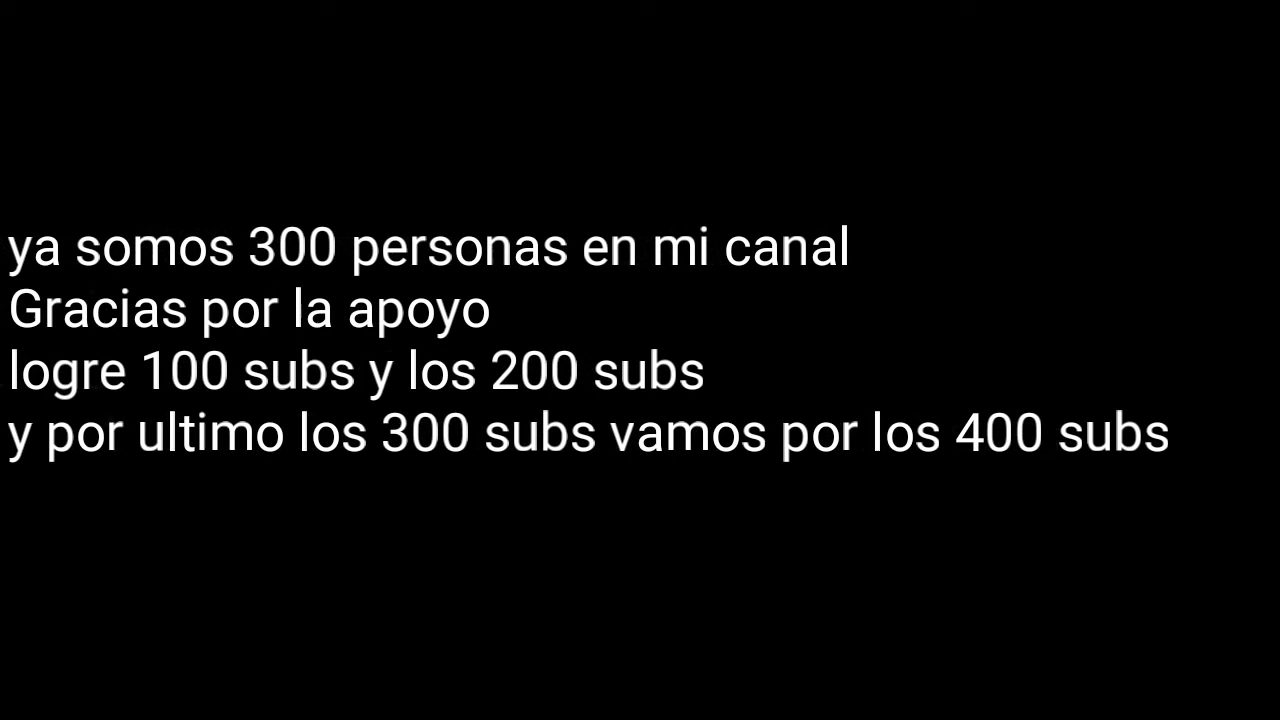 ya somos 300 personas en mi canal
Gracias por la apoyo
logre 100 subs y los 200 subs
y por ultimo los 300 subs vamos por los 400 subs